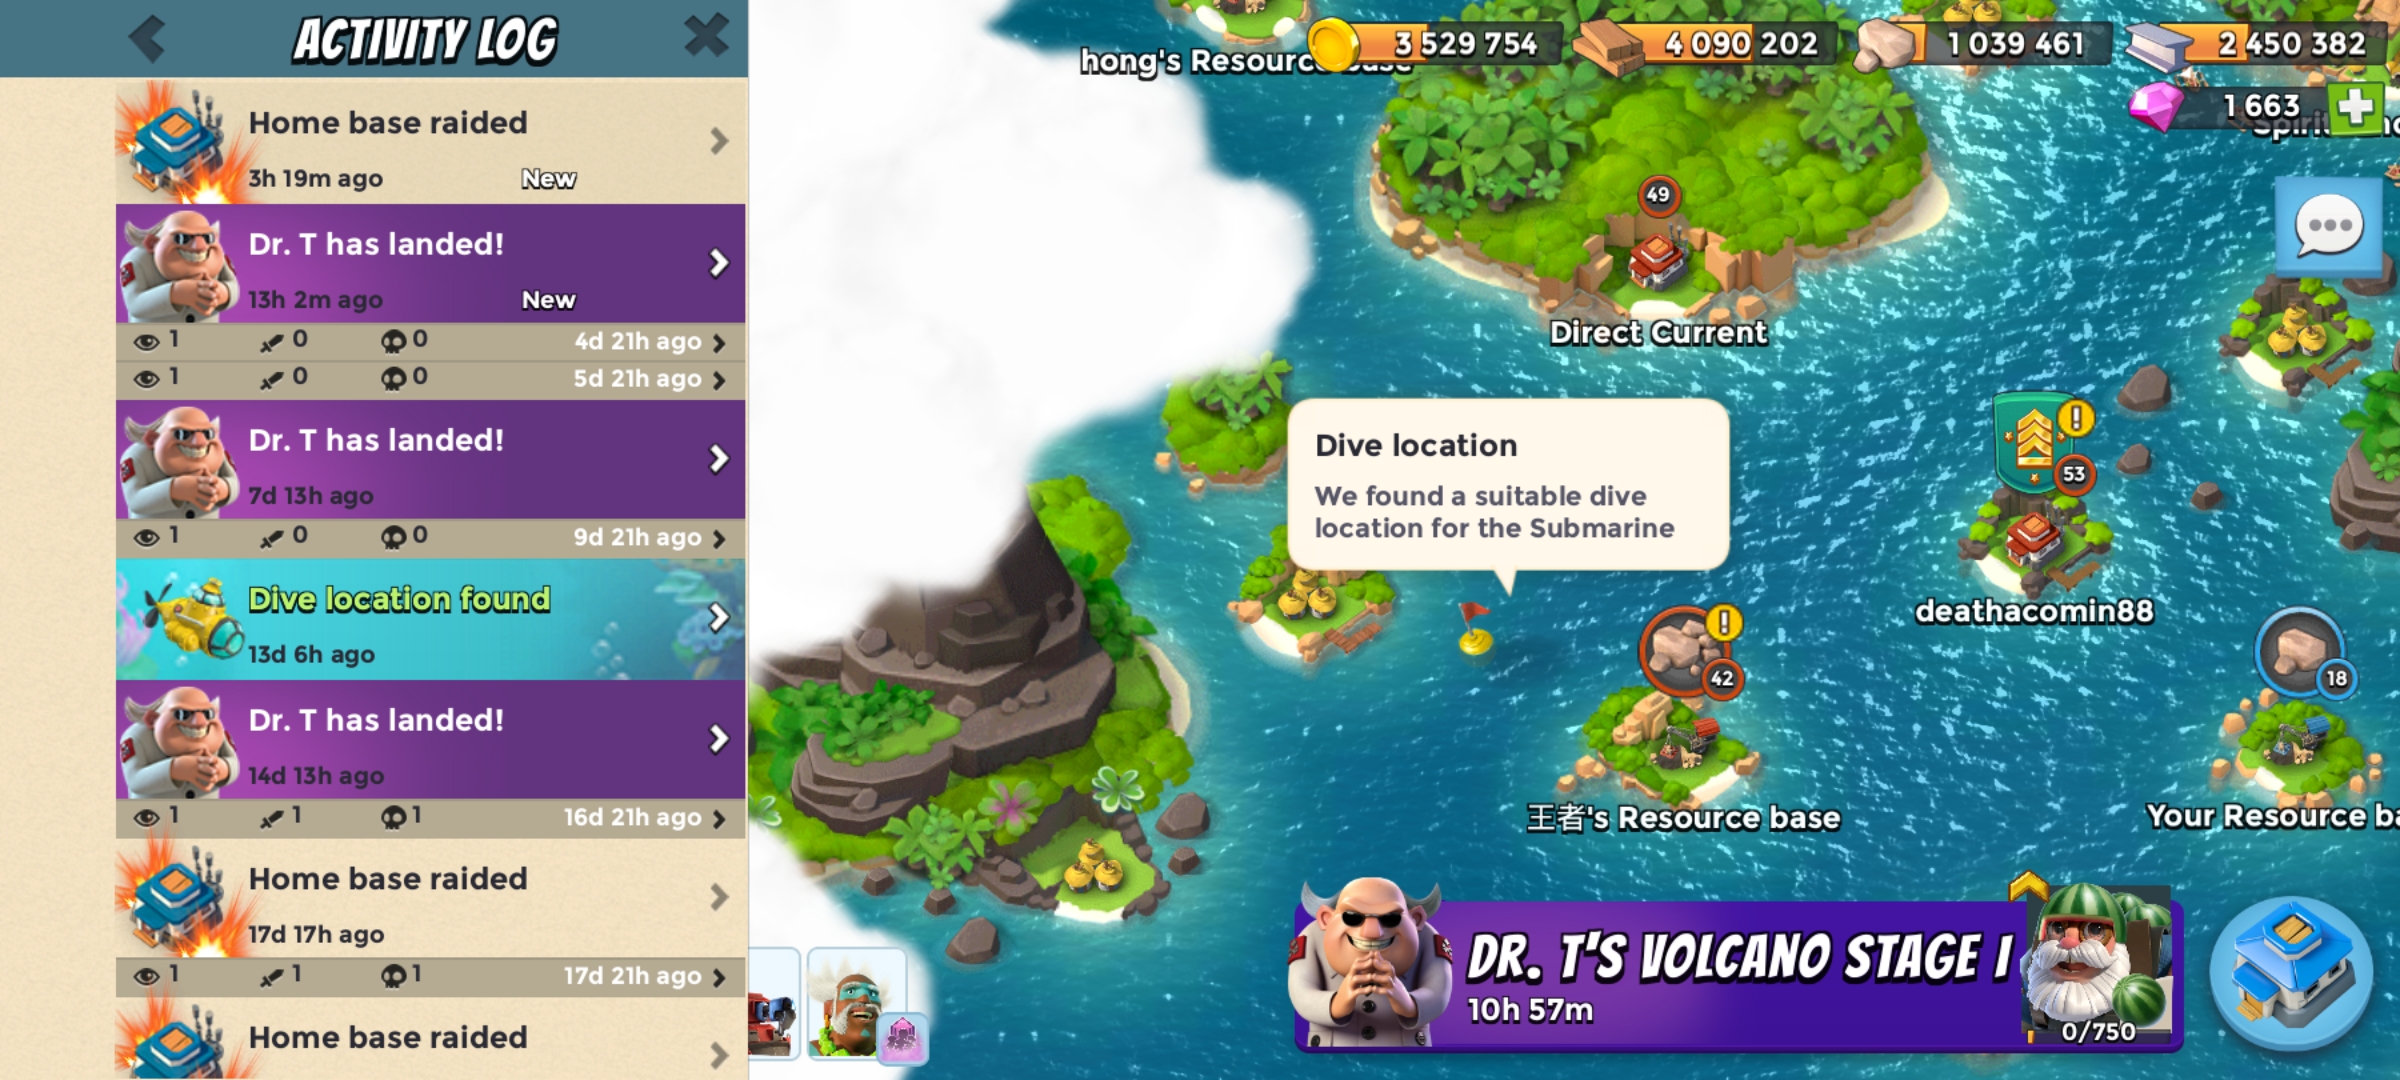 ACTIVITY LOG
Home base raided
3h 19m ago
New
Dr. T has landed!
13h 2m ago
New
1 0 0 4d 21h ago
1 0 0 5d 21h ago
Dr. T has landed!
7d 13h ago
1 0 0 9d 21h ago
Dive location found
13d 6h ago
Dr. T has landed!
14d 13h ago
1 1 1 16d 21h ago
Home base raided
17d 17h ago
1 1 1 17d 21h ago
Home base raided
3 529 754
4 090 202
1 039 461
2 450 382
1 663
hong's Resource base
49
Direct Current
Dive location
We found a suitable dive
location for the Submarine
53
deathacomin88
42
王者's Resource base
18
Your Resource ba
DR. T'S VOLCANO STAGE I
10h 57m
0/750